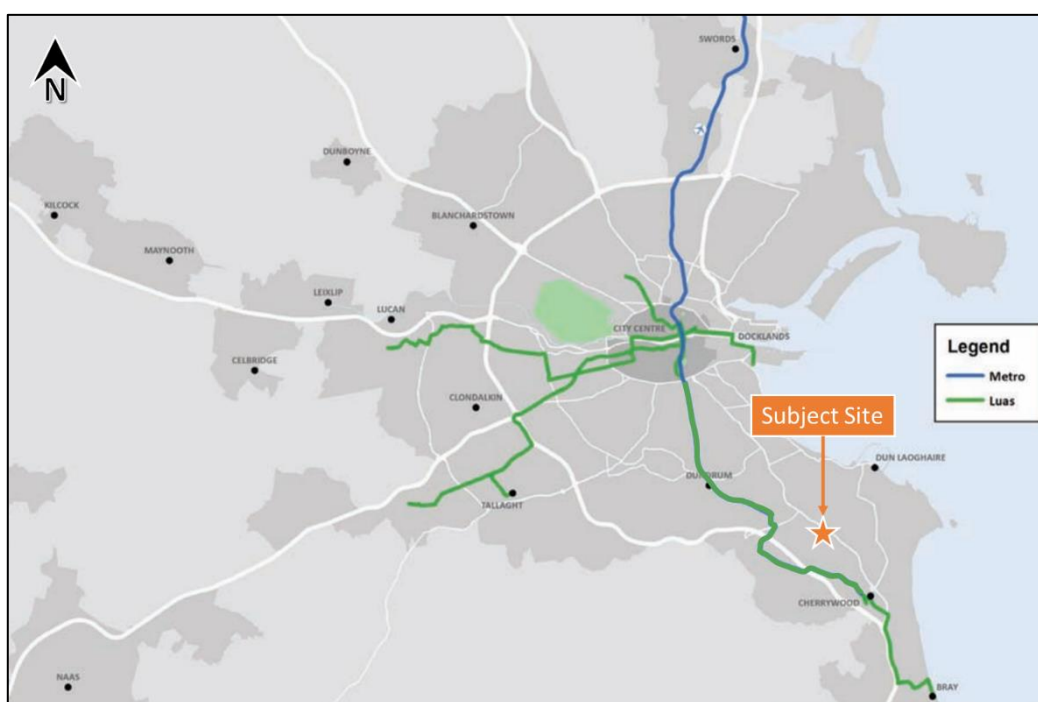 N
SWORDS
DUNBOYNE
KILCOCK
BLANCHARDSTOWN
MAYNOOTH
LEIXLIP
LUCAN
CITY CENTRE
DOCKLANDS
Legend
Metro
Luas
CELBRIDGE
CLONDALKIN
Subject Site
DUN LAOGHAIRE
DUNDRUM
TALLAGHT
CHERRYWOOD
NAAS
BRAY